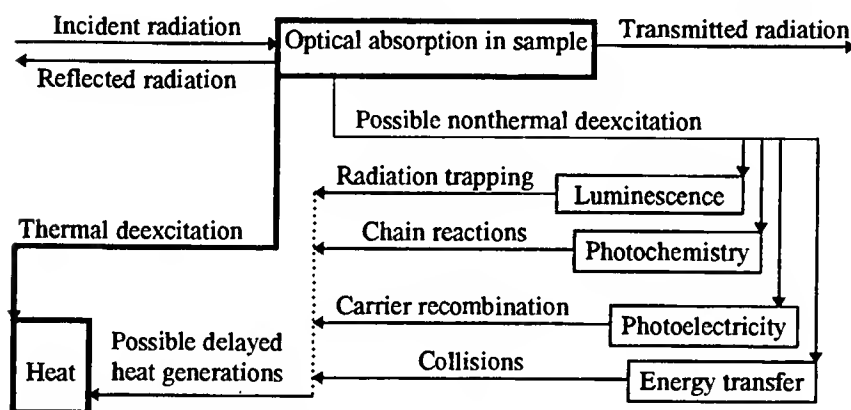 Incident radiation
Optical absorption in sample
Transmitted radiation
Reflected radiation
Possible nonthermal deexcitation
Radiation trapping
Luminescence
Thermal deexcitation
Chain reactions
Photochemistry
Carrier recombination
Photoelectricity
Heat
Possible delayed
heat generations
Collisions
Energy transfer